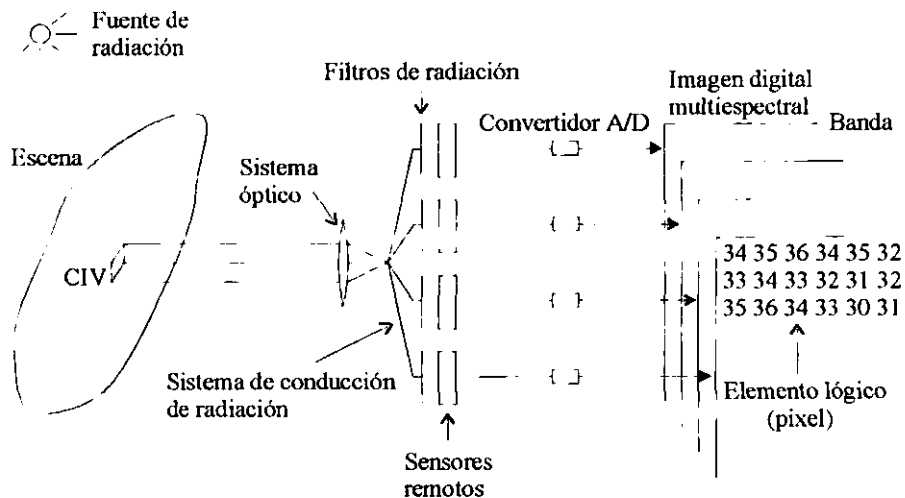 Fuente de
radiación
Filtros de radiación
Imagen digital
multiespectral
Convertidor A/D
Banda
Escena
Sistema
óptico
CIV
34 35 36 34 35 32
33 34 33 32 31 32
35 36 34 33 30 31
Sistema de conducción
de radiación
Elemento lógico
(pixel)
Sensores
remotos